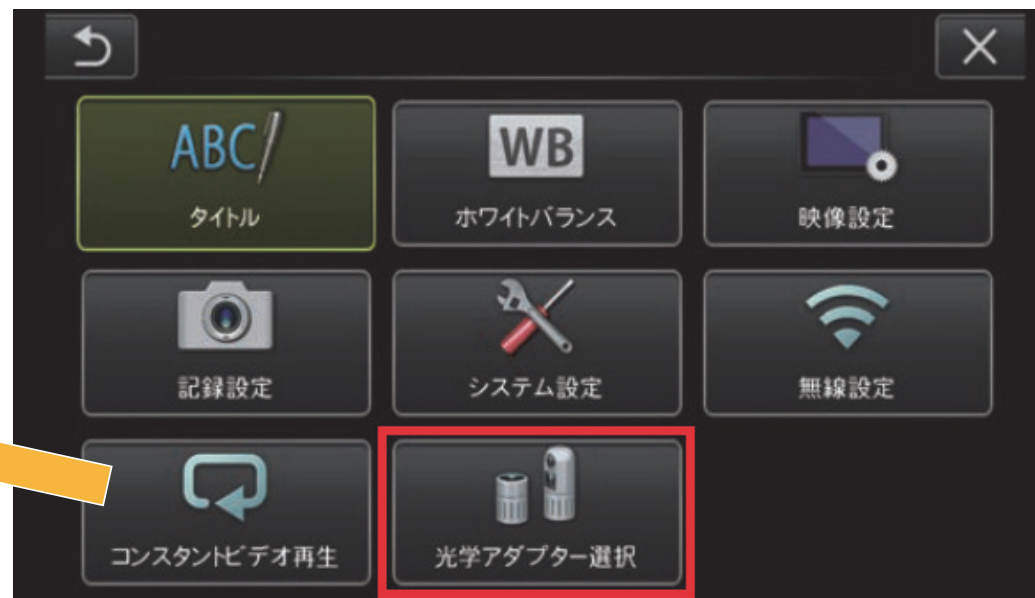 ABC
タイトル
WB
ホワイトバランス
映像設定
記録設定
システム設定
無線設定
コンスタントビデオ再生
光学アダプター選択